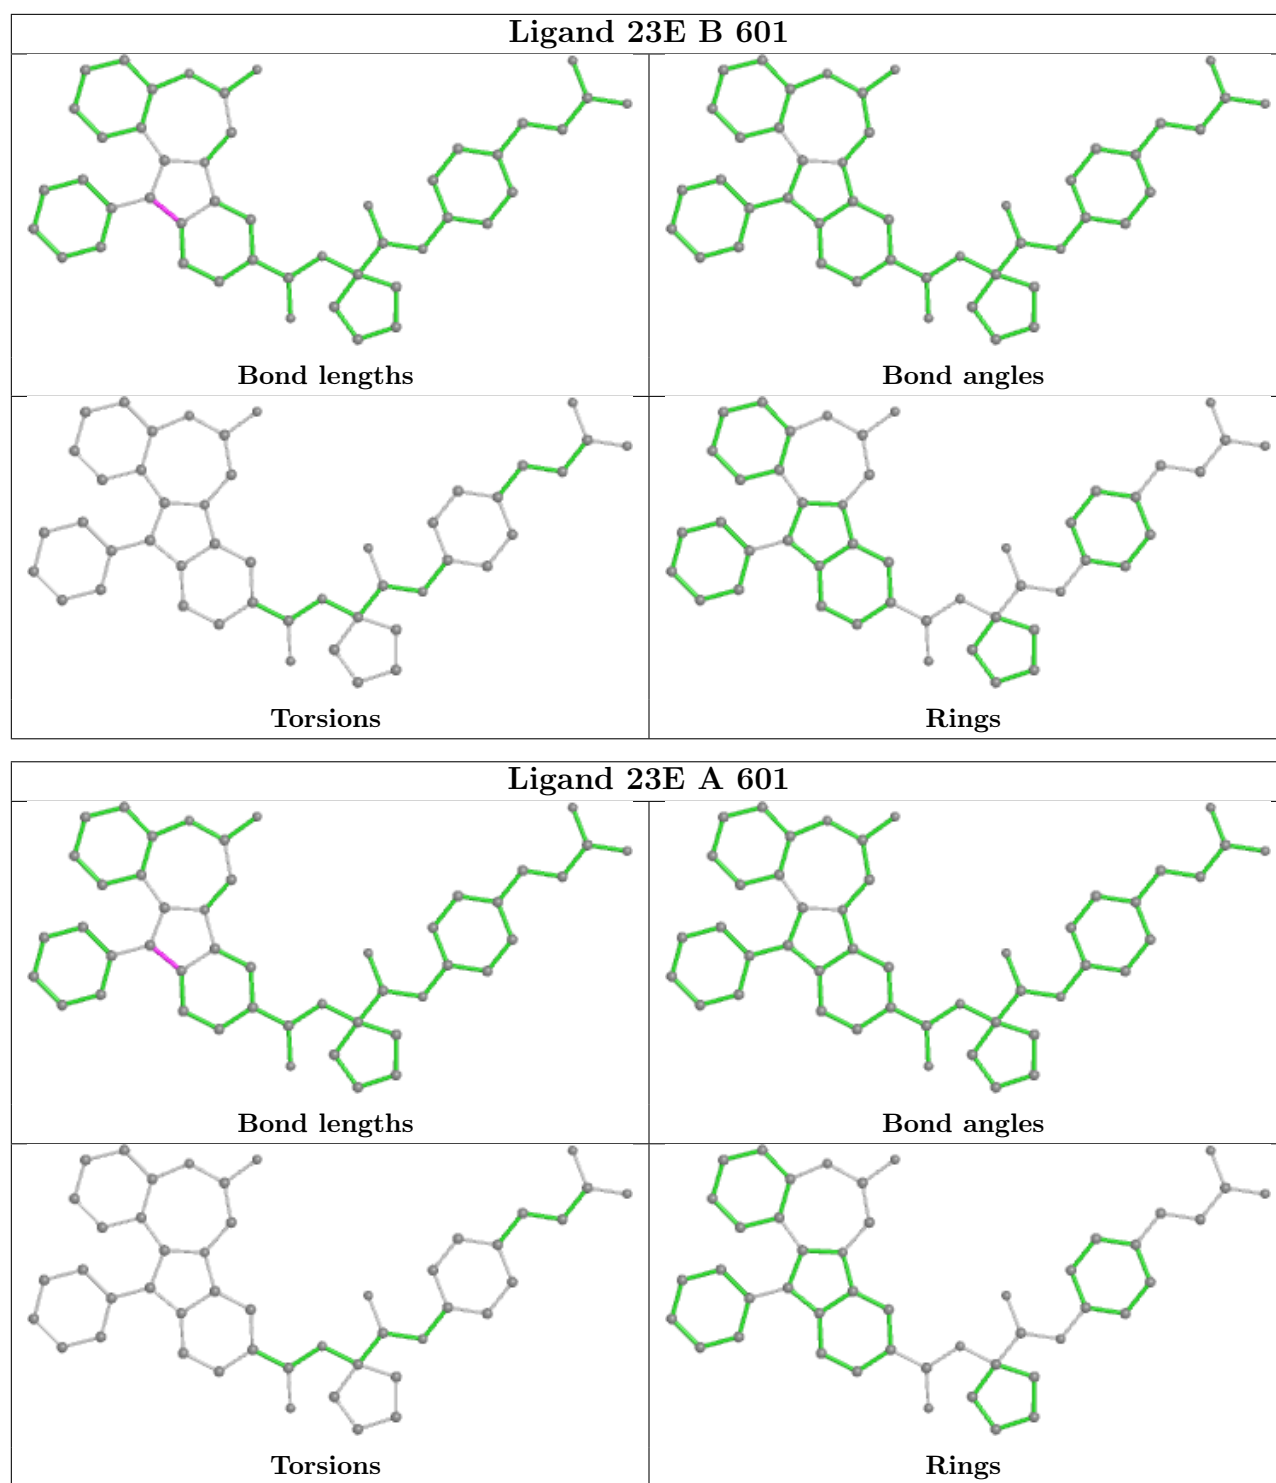 Ligand 23E B 601
Bond lengths
Bond angles
Torsions
Rings
Ligand 23E A 601
Bond lengths
Bond angles
Torsions
Rings